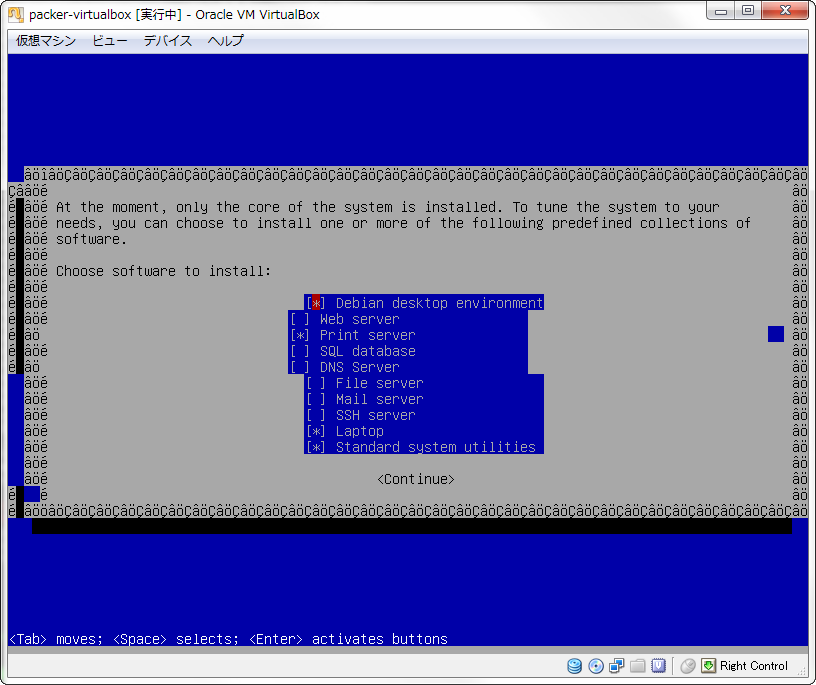 packer-virtualbox [実行中] - Oracle VM VirtualBox
仮想マシン ビュー デバイス ヘルプ
At the moment, only the core of the system is installed. To tune the system to your
needs, you can choose to install one or more of the following predefined collections of
software.
Choose software to install:
[*] Debian desktop environment
[ ] Web server
[*] Print server
[ ] SQL database
[ ] DNS Server
[ ] File server
[ ] Mail server
[ ] SSH server
[*] Laptop
[*] Standard system utilities
<Continue>
<Tab> moves; <Space> selects; <Enter> activates buttons
Right Control